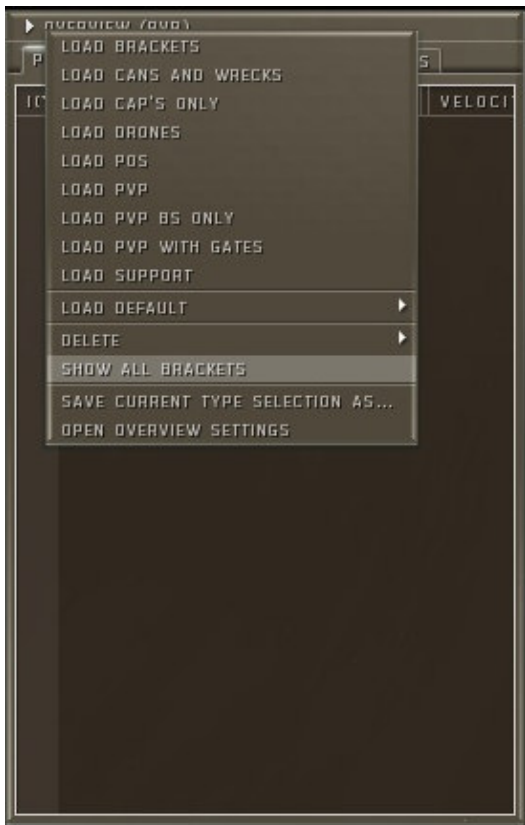 OVERVIEW (PVP)
LOAD BRACKETS
LOAD CANS AND WRECKS
LOAD CAP'S ONLY
LOAD DRONES
LOAD POS
LOAD PVP
LOAD PVP BS ONLY
LOAD PVP WITH GATES
LOAD SUPPORT
LOAD DEFAULT
DELETE
SHOW ALL BRACKETS
SAVE CURRENT TYPE SELECTION AS...
OPEN OVERVIEW SETTINGS
P
S
IC
VELOCIT